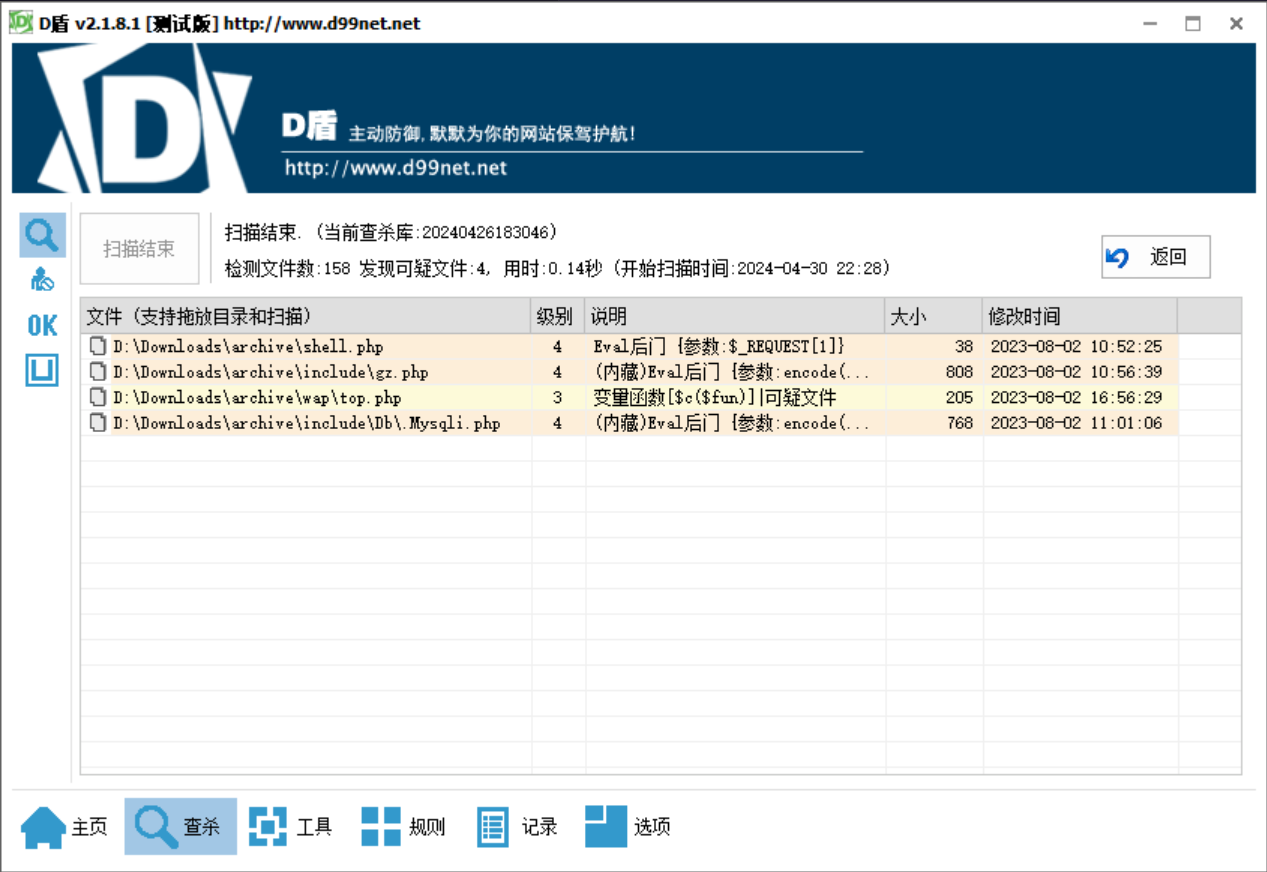 D盾 v2.1.8.1 [测试版] http://www.d99net.net
D盾 主动防御,默默为你的网站保驾护航!
http://www.d99net.net
扫描结束
扫描结束. (当前查杀库:20240426183046)
检测文件数:158 发现可疑文件:4, 用时:0.14秒 (开始扫描时间:2024-04-30 22:28)
返回
OK
文件 (支持拖放目录和扫描) 级别 说明 大小 修改时间
D:\Downloads\archive\shell.php 4 Eval后门 {参数:$_REQUEST[1]} 38 2023-08-02 10:52:25
D:\Downloads\archive\include\gz.php 4 (内藏)Eval后门 {参数:encode(... 808 2023-08-02 10:56:39
D:\Downloads\archive\wap\top.php 3 变量函数[$c($fun)]|可疑文件 205 2023-08-02 16:56:29
D:\Downloads\archive\include\Db\.Mysqli.php 4 (内藏)Eval后门 {参数:encode(... 768 2023-08-02 11:01:06
主页 查杀 工具 规则 记录 选项